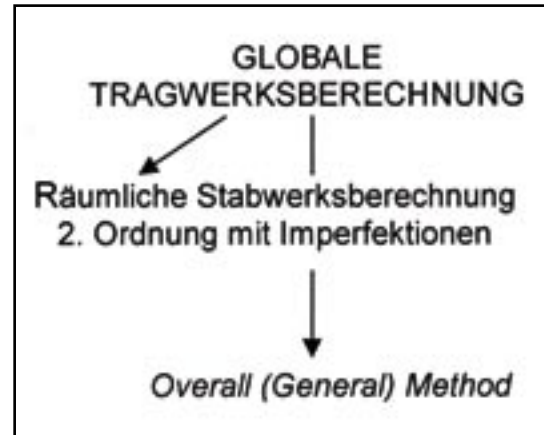 GLOBALE
TRAGWERKSBERECHNUNG
Räumliche Stabwerksberechnung
2. Ordnung mit Imperfektionen
Overall (General) Method